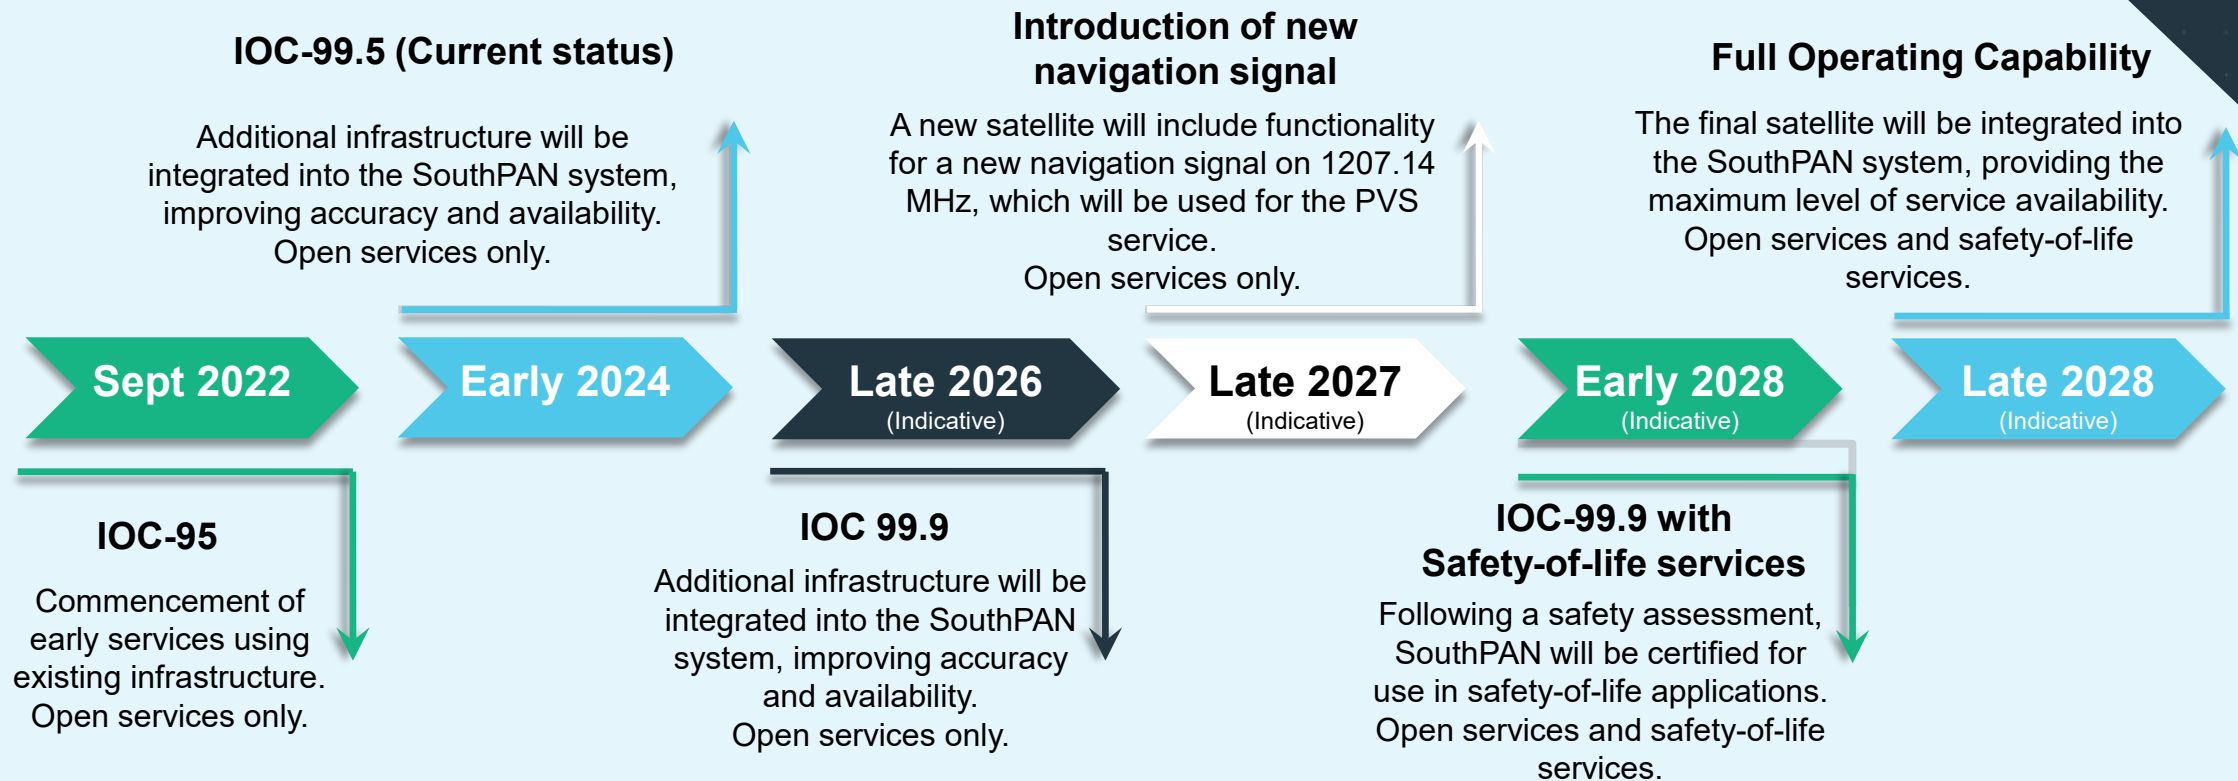 IOC-99.5 (Current status)
Additional infrastructure will be
integrated into the SouthPAN system,
improving accuracy and availability.
Open services only.
Introduction of new
navigation signal
A new satellite will include functionality
for a new navigation signal on 1207.14
MHz, which will be used for the PVS
service.
Open services only.
Full Operating Capability
The final satellite will be integrated into
the SouthPAN system, providing the
maximum level of service availability.
Open services and safety-of-life
services.
Sept 2022
Early 2024
Late 2026
(Indicative)
Late 2027
(Indicative)
Early 2028
(Indicative)
Late 2028
(Indicative)
IOC-95
Commencement of
early services using
existing infrastructure.
Open services only.
IOC 99.9
Additional infrastructure will be
integrated into the SouthPAN
system, improving accuracy
and availability.
Open services only.
IOC-99.9 with
Safety-of-life services
Following a safety assessment,
SouthPAN will be certified for
use in safety-of-life applications.
Open services and safety-of-life
services.